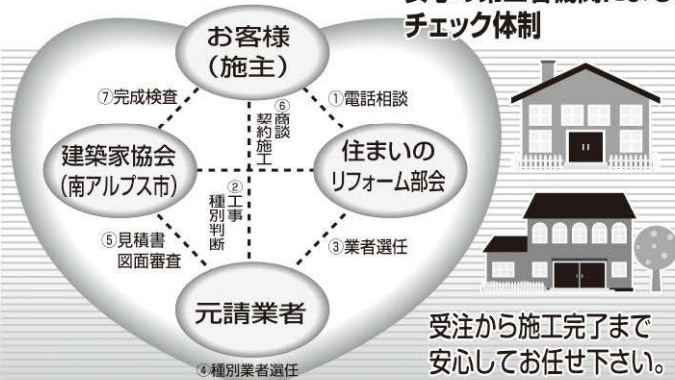 チェック体制
お客様
(施主)
⑦完成検査
⑥商談
契約施工
①電話相談
建築家協会
(南アルプス市)
住まいの
リフォーム部会
②工事
種別判断
⑤見積書
図面審査
③業者選任
元請業者
④種別業者選任
受注から施工完了まで
安心してお任せ下さい。